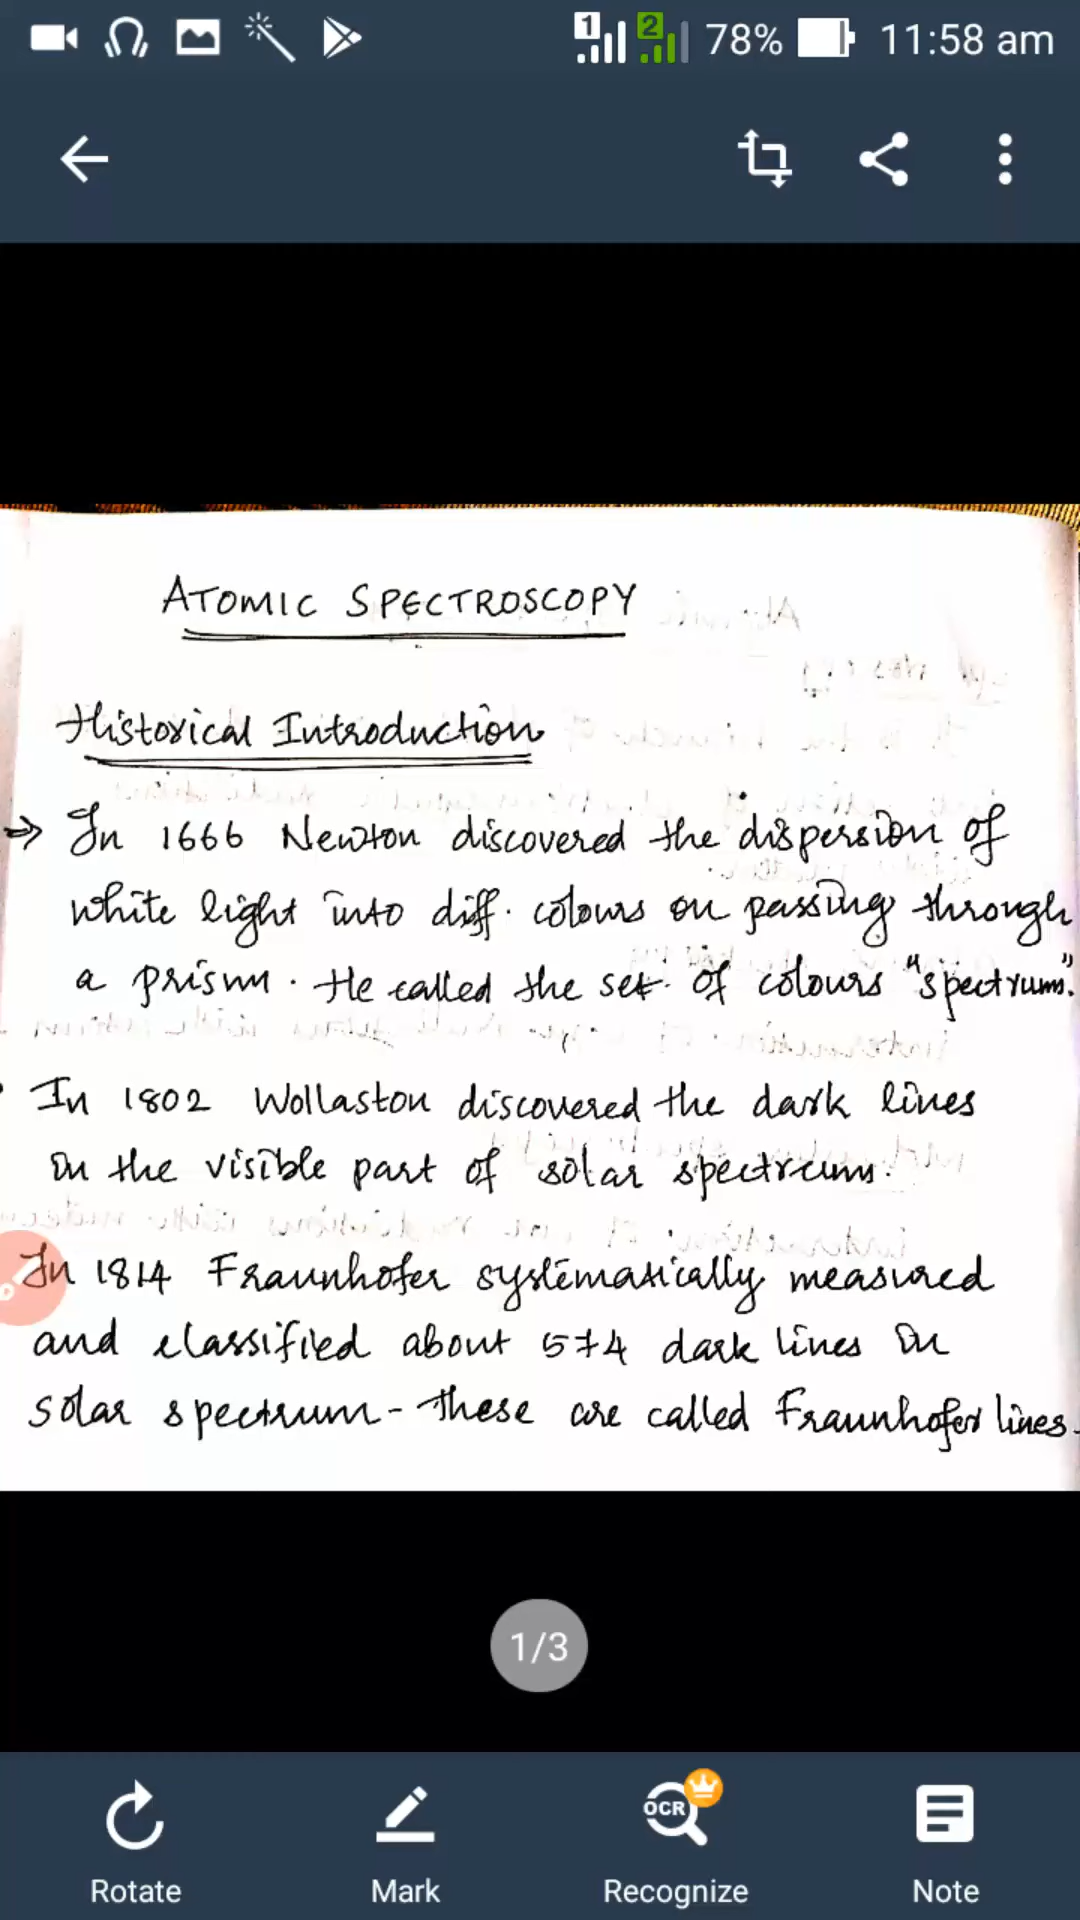 1 2 78% 11:58 am
ATOMIC SPECTROSCOPY
Historical Introduction
⇒ In 1666 Newton discovered the dispersion of
white light into diff. colours on passing through
a prism. He called the set of colours "spectrum".
In 1802 Wollaston discovered the dark lines
in the visible part of solar spectrum.
In 1814 Fraunhofer systematically measured
and classified about 574 dark lines in
solar spectrum - these are called Fraunhofer lines.
1/3
OCR
Rotate Mark Recognize Note